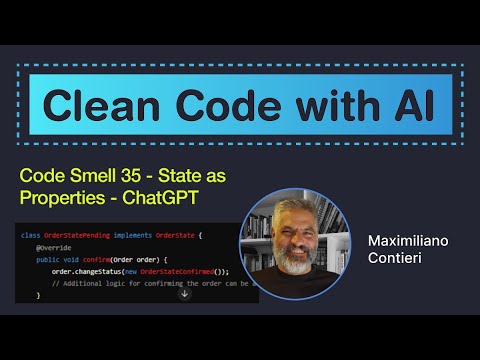 Clean Code with AI
Code Smell 35 - State as
Properties - ChatGPT
class OrderStatePending implements OrderState {
@Override
public void confirm(Order order) {
order.changeStatus(new OrderStateConfirmed());
// Additional logic for confirming the order can be a
}
Maximiliano
Contieri